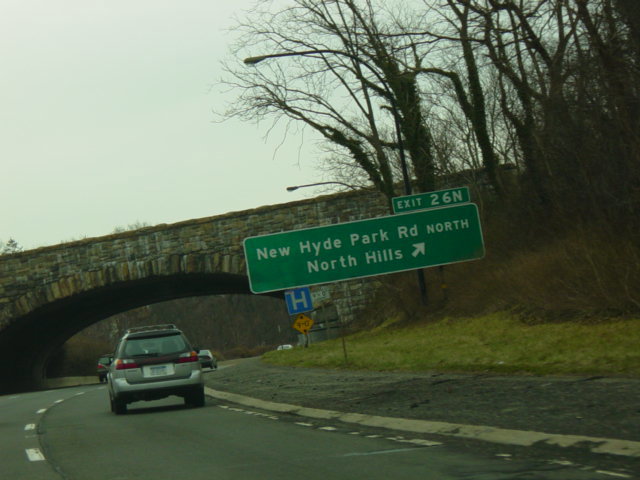 EXIT 26N
New Hyde Park Rd NORTH
North Hills
H